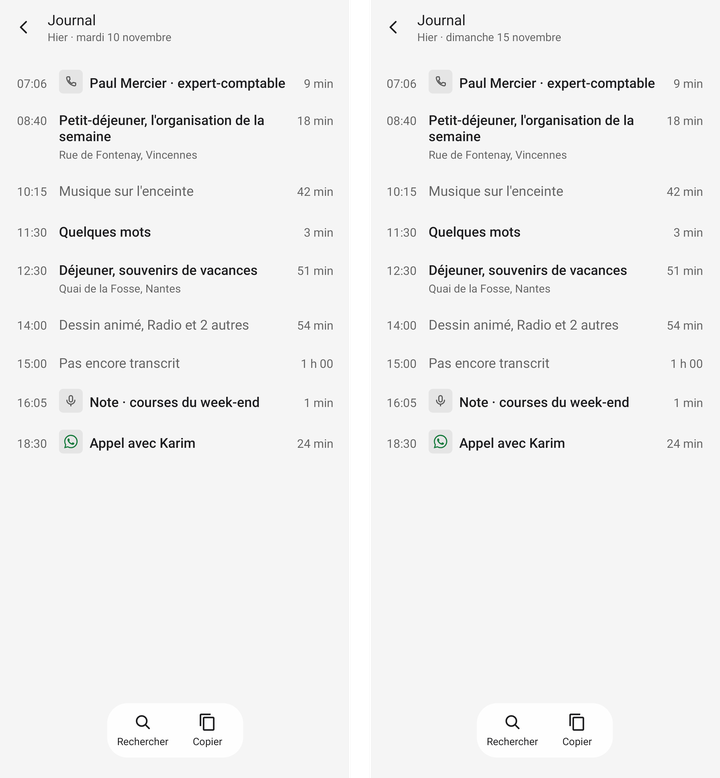 Journal
Hier · mardi 10 novembre
07:06 Paul Mercier · expert-comptable 9 min
08:40 Petit-déjeuner, l'organisation de la 18 min
semaine
Rue de Fontenay, Vincennes
10:15 Musique sur l'enceinte 42 min
11:30 Quelques mots 3 min
12:30 Déjeuner, souvenirs de vacances 51 min
Quai de la Fosse, Nantes
14:00 Dessin animé, Radio et 2 autres 54 min
15:00 Pas encore transcrit 1 h 00
16:05 Note · courses du week-end 1 min
18:30 Appel avec Karim 24 min
Rechercher Copier
Journal
Hier · dimanche 15 novembre
07:06 Paul Mercier · expert-comptable 9 min
08:40 Petit-déjeuner, l'organisation de la 18 min
semaine
Rue de Fontenay, Vincennes
10:15 Musique sur l'enceinte 42 min
11:30 Quelques mots 3 min
12:30 Déjeuner, souvenirs de vacances 51 min
Quai de la Fosse, Nantes
14:00 Dessin animé, Radio et 2 autres 54 min
15:00 Pas encore transcrit 1 h 00
16:05 Note · courses du week-end 1 min
18:30 Appel avec Karim 24 min
Rechercher Copier